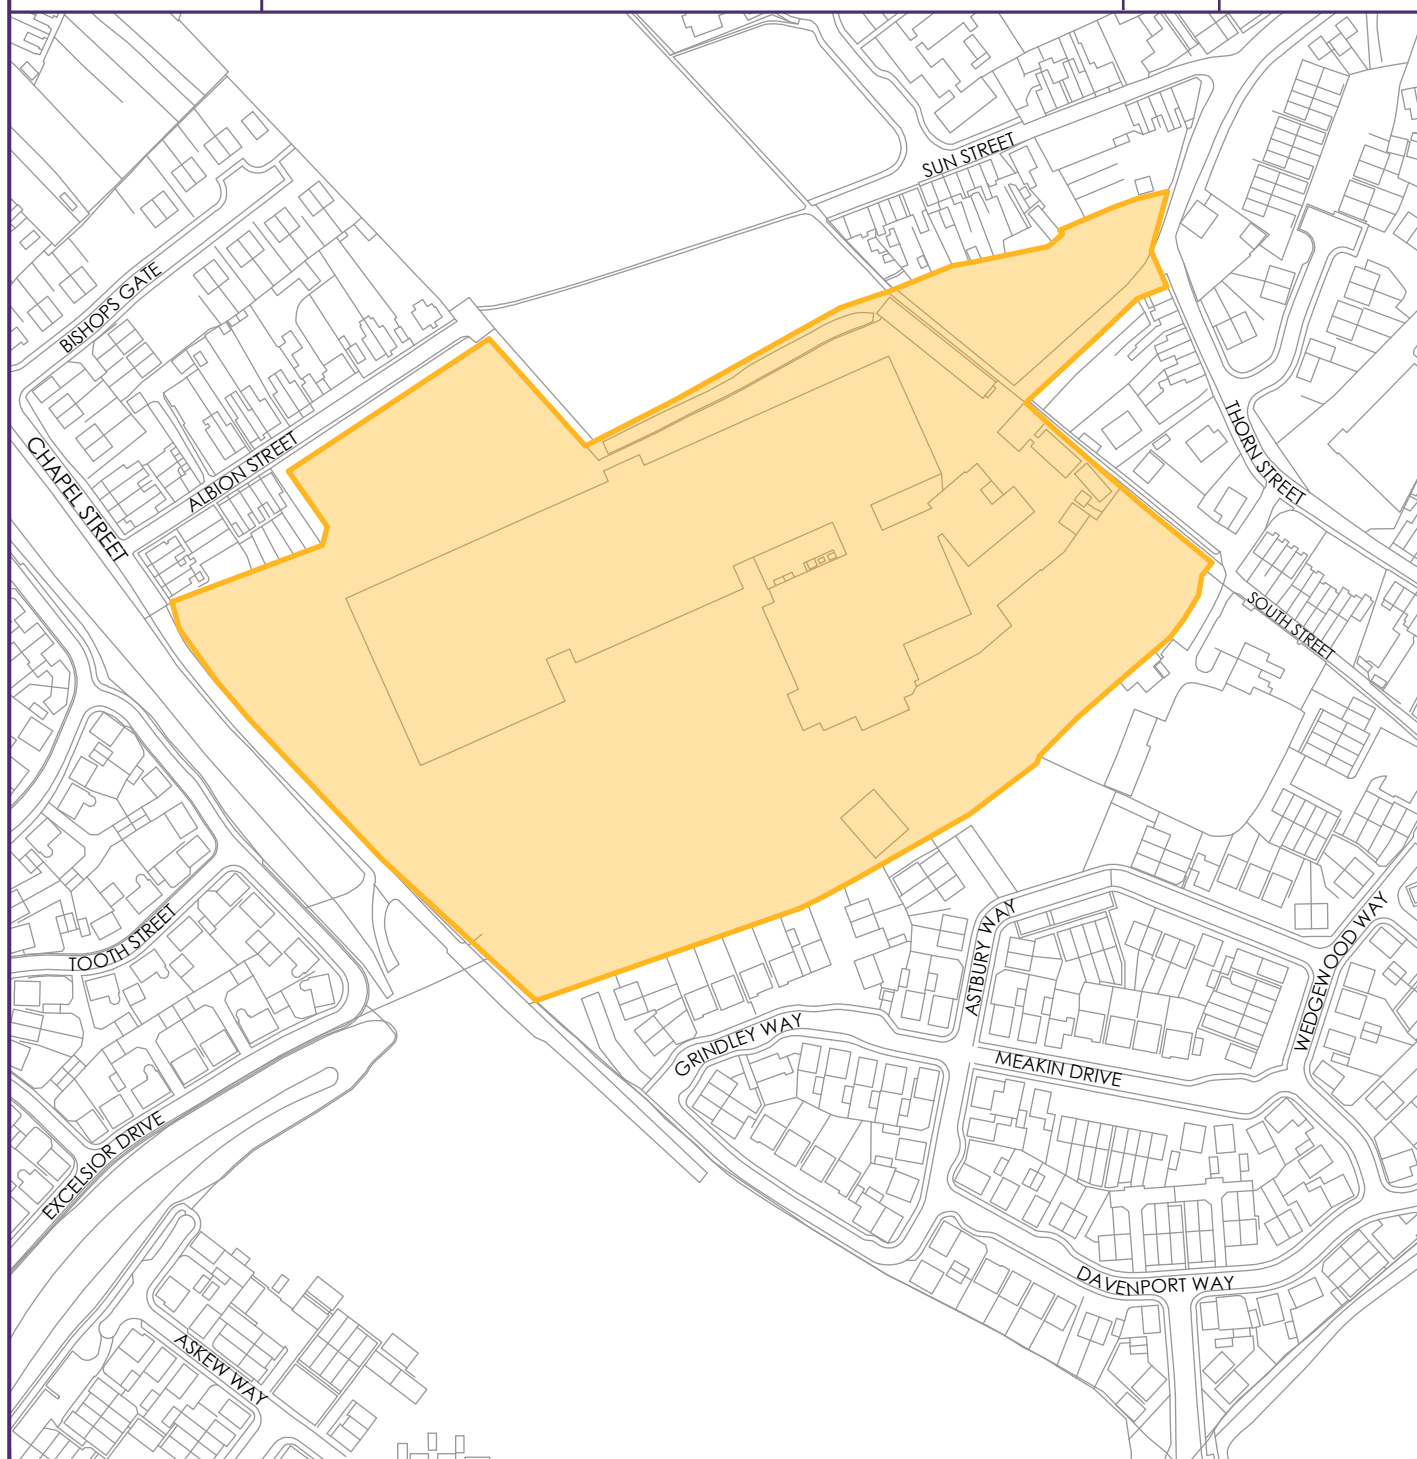 SUN STREET
BISHOPS GATE
ALBION STREET
CHAPEL STREET
THORN STREET
SOUTH STREET
TOOTH STREET
ASTBURY WAY
WEDGEWOOD WAY
GRINDLEY WAY
MEAKIN DRIVE
EXCELSIOR DRIVE
DAVENPORT WAY
ASKEW WAY